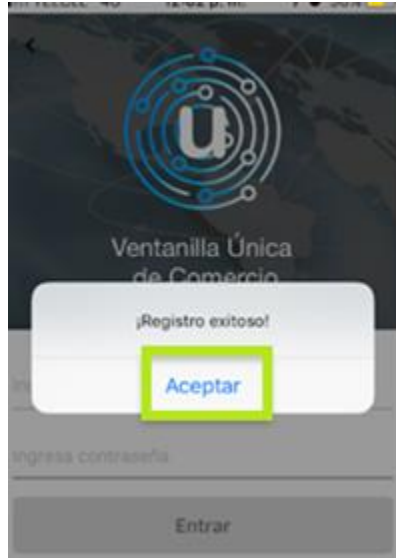 u
Ventanilla Única
de Comercio
¡Registro exitoso!
Aceptar
Ingresa contraseña
Entrar